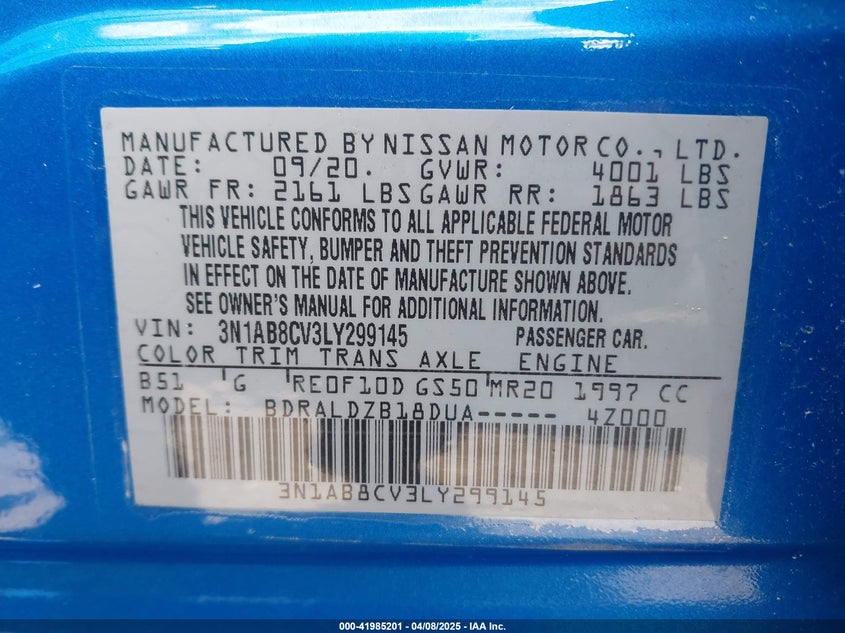 MANUFACTURED BY NISSAN MOTOR CO., LTD.
DATE: 09/20. GVWR: 4001 LBS
GAWR FR: 2161 LBS GAWR RR: 1863 LBS
THIS VEHICLE CONFORMS TO ALL APPLICABLE FEDERAL MOTOR
VEHICLE SAFETY, BUMPER AND THEFT PREVENTION STANDARDS
IN EFFECT ON THE DATE OF MANUFACTURE SHOWN ABOVE.
SEE OWNER'S MANUAL FOR ADDITIONAL INFORMATION.
VIN: 3N1AB8CV3LY299145 PASSENGER CAR.
COLOR TRIM TRANS AXLE ENGINE
B51 G RE0F10D GS50 MR20 1997 CC
MODEL: BDRALDZB18DUA----- 4Z000
3N1AB8CV3LY299145
000-41985201 | 04/08/2025 - IAA Inc.